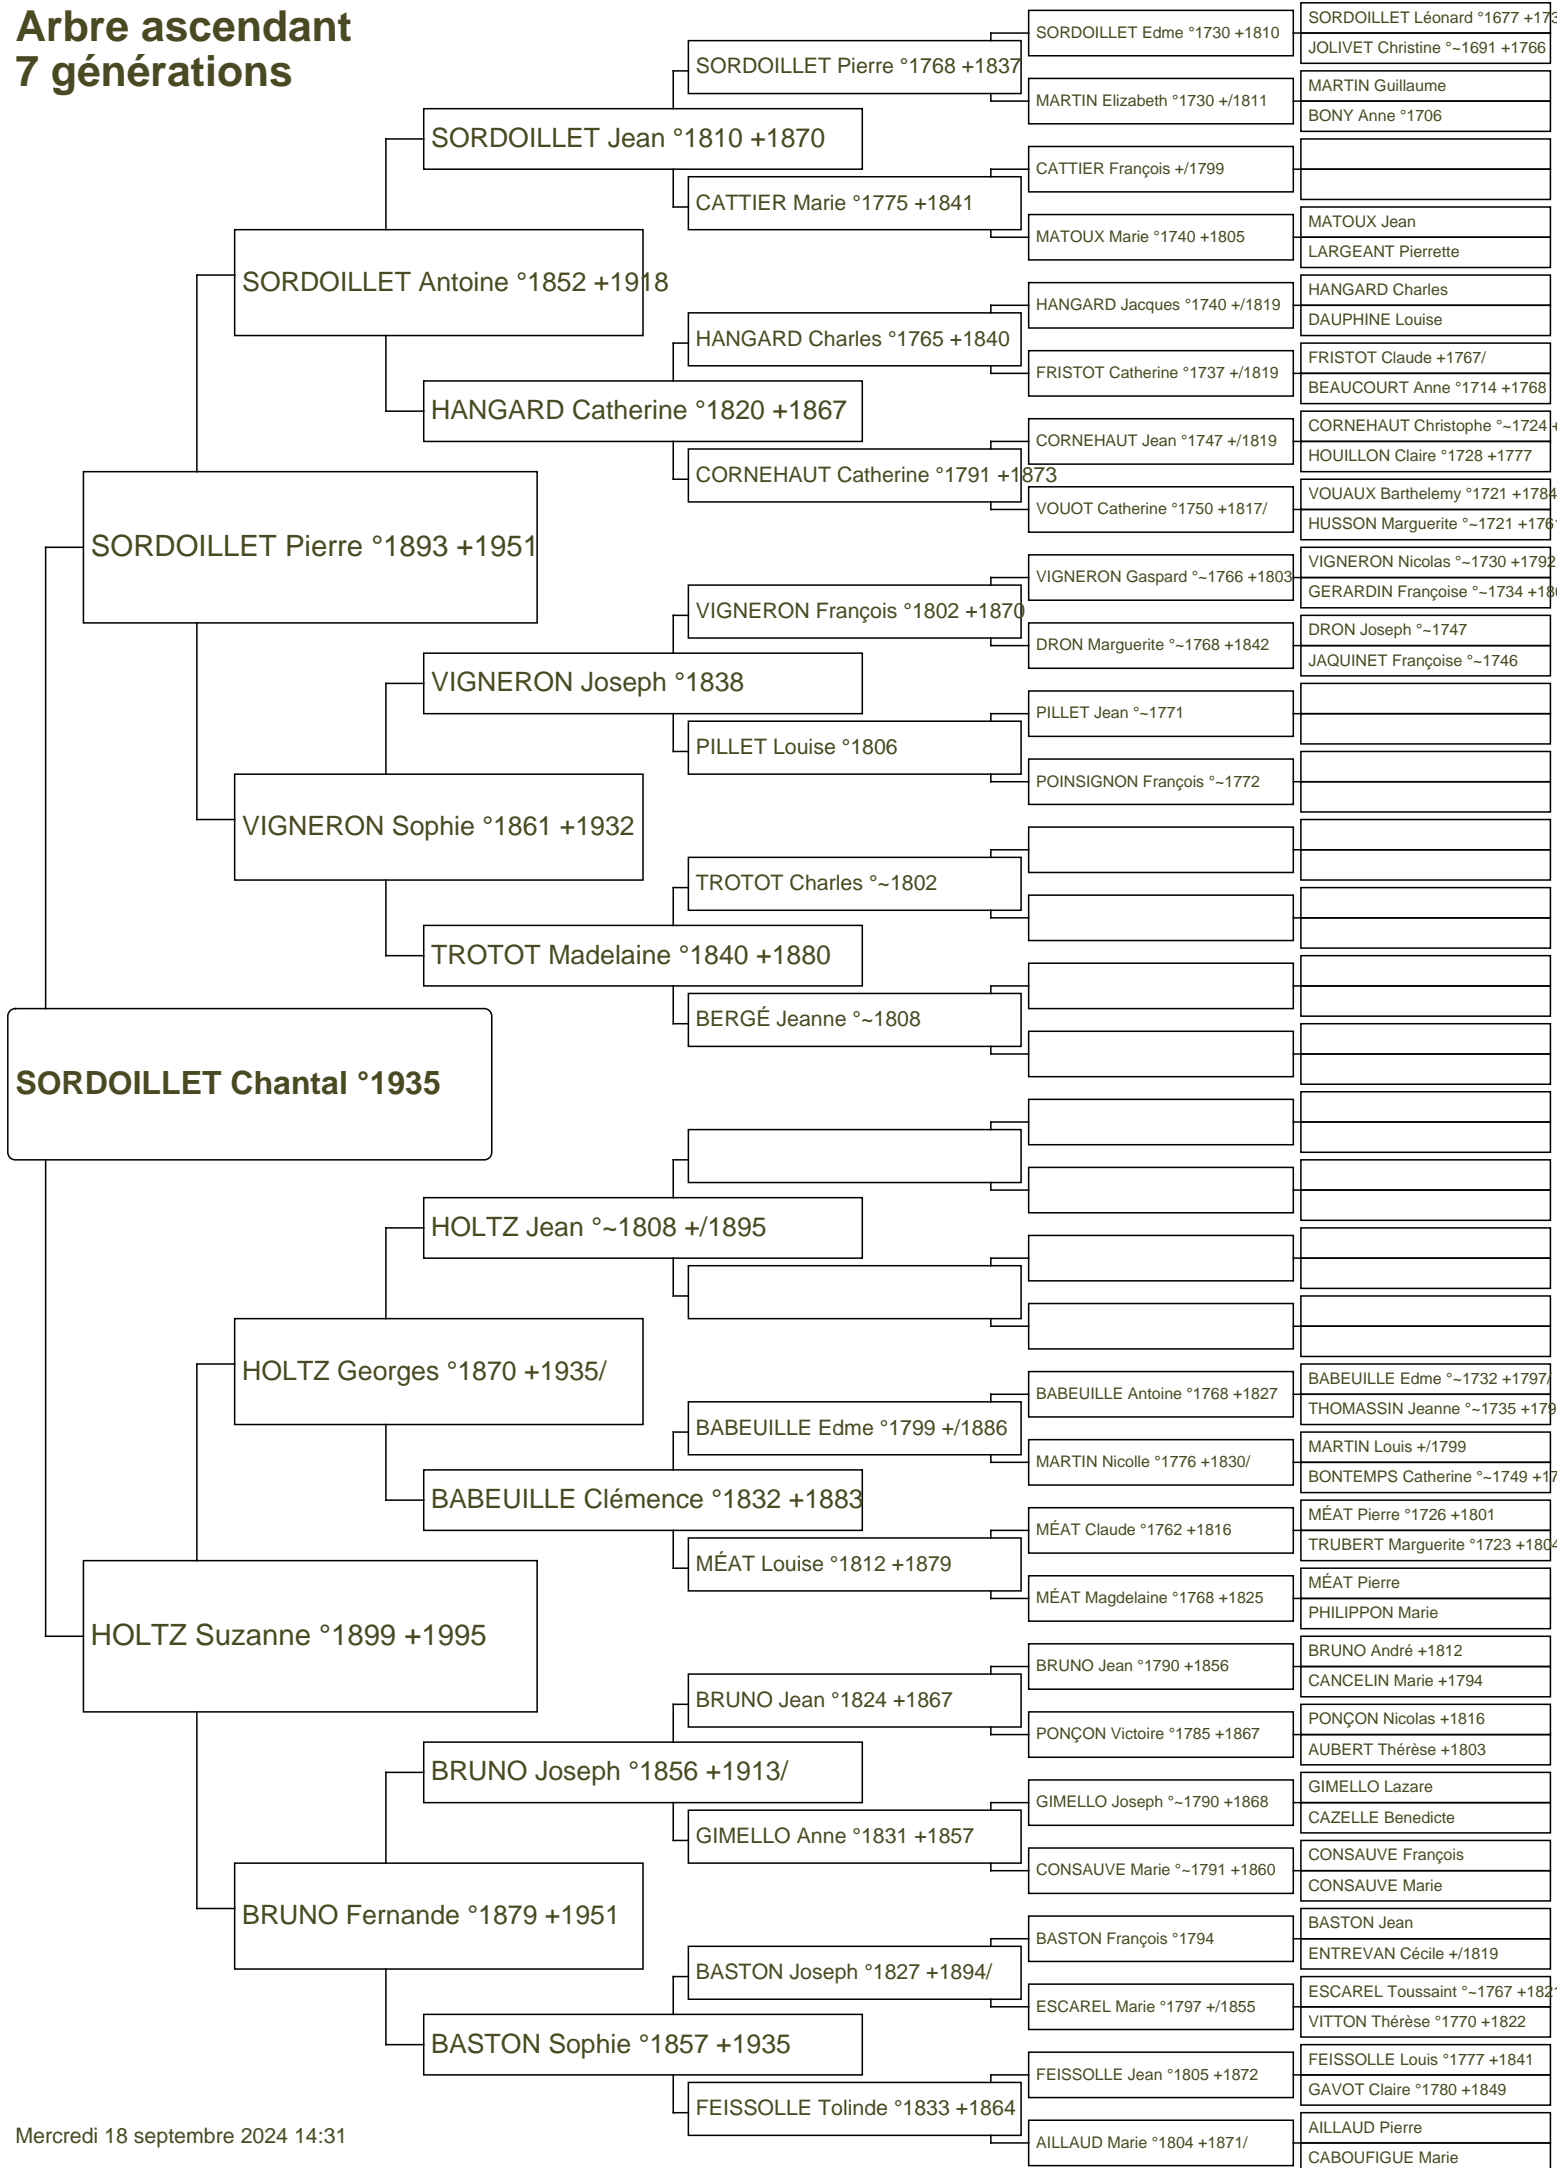 Arbre ascendant
7 générations
SORDOILLET Chantal °1935
SORDOILLET Pierre °1893 +1951
HOLTZ Suzanne °1899 +1995
SORDOILLET Antoine °1852 +1918
VIGNERON Sophie °1861 +1932
HOLTZ Georges °1870 +1935/
BRUNO Fernande °1879 +1951
SORDOILLET Jean °1810 +1870
HANGARD Catherine °1820 +1867
VIGNERON Joseph °1838
TROTOT Madelaine °1840 +1880
HOLTZ Jean °~1808 +/1895
BABEUILLE Clémence °1832 +1883
BRUNO Joseph °1856 +1913/
BASTON Sophie °1857 +1935
SORDOILLET Pierre °1768 +1837
CATTIER Marie °1775 +1841
HANGARD Charles °1765 +1840
CORNEHAUT Catherine °1791 +1873
VIGNERON François °1802 +1870
PILLET Louise °1806
TROTOT Charles °~1802
BERGÉ Jeanne °~1808
BABEUILLE Edme °1799 +/1886
MÉAT Louise °1812 +1879
BRUNO Jean °1824 +1867
GIMELLO Anne °1831 +1857
BASTON Joseph °1827 +1894/
FEISSOLLE Tolinde °1833 +1864
SORDOILLET Edme °1730 +1810
MARTIN Elizabeth °1730 +/1811
CATTIER François +/1799
MATOUX Marie °1740 +1805
HANGARD Jacques °1740 +/1819
FRISTOT Catherine °1737 +/1819
CORNEHAUT Jean °1747 +/1819
VOUOT Catherine °1750 +1817/
VIGNERON Gaspard °~1766 +1803
DRON Marguerite °~1768 +1842
PILLET Jean °~1771
POINSIGNON François °~1772
BABEUILLE Antoine °1768 +1827
MARTIN Nicolle °1776 +1830/
MÉAT Claude °1762 +1816
MÉAT Magdelaine °1768 +1825
BRUNO Jean °1790 +1856
PONÇON Victoire °1785 +1867
GIMELLO Joseph °~1790 +1868
CONSAUVE Marie °~1791 +1860
BASTON François °1794
ESCAREL Marie °1797 +/1855
FEISSOLLE Jean °1805 +1872
AILLAUD Marie °1804 +1871/
SORDOILLET Léonard °1677 +173
JOLIVET Christine °~1691 +1766
MARTIN Guillaume
BONY Anne °1706
MATOUX Jean
LARGEANT Pierrette
HANGARD Charles
DAUPHINE Louise
FRISTOT Claude +1767/
BEAUCOURT Anne °1714 +1768
CORNEHAUT Christophe °~1724 +
HOUILLON Claire °1728 +1777
VOUAUX Barthelemy °1721 +1784
HUSSON Marguerite °~1721 +1761
VIGNERON Nicolas °~1730 +1792
GERARDIN Françoise °~1734 +180
DRON Joseph °~1747
JAQUINET Françoise °~1746
BABEUILLE Edme °~1732 +1797/
THOMASSIN Jeanne °~1735 +179
MARTIN Louis +/1799
BONTEMPS Catherine °~1749 +17
MÉAT Pierre °1726 +1801
TRUBERT Marguerite °1723 +1804
MÉAT Pierre
PHILIPPON Marie
BRUNO André +1812
CANCELIN Marie +1794
PONÇON Nicolas +1816
AUBERT Thérèse +1803
GIMELLO Lazare
CAZELLE Benedicte
CONSAUVE François
CONSAUVE Marie
BASTON Jean
ENTREVAN Cécile +/1819
ESCAREL Toussaint °~1767 +1821
VITTON Thérèse °1770 +1822
FEISSOLLE Louis °1777 +1841
GAVOT Claire °1780 +1849
AILLAUD Pierre
CABOUFIGUE Marie
Mercredi 18 septembre 2024 14:31